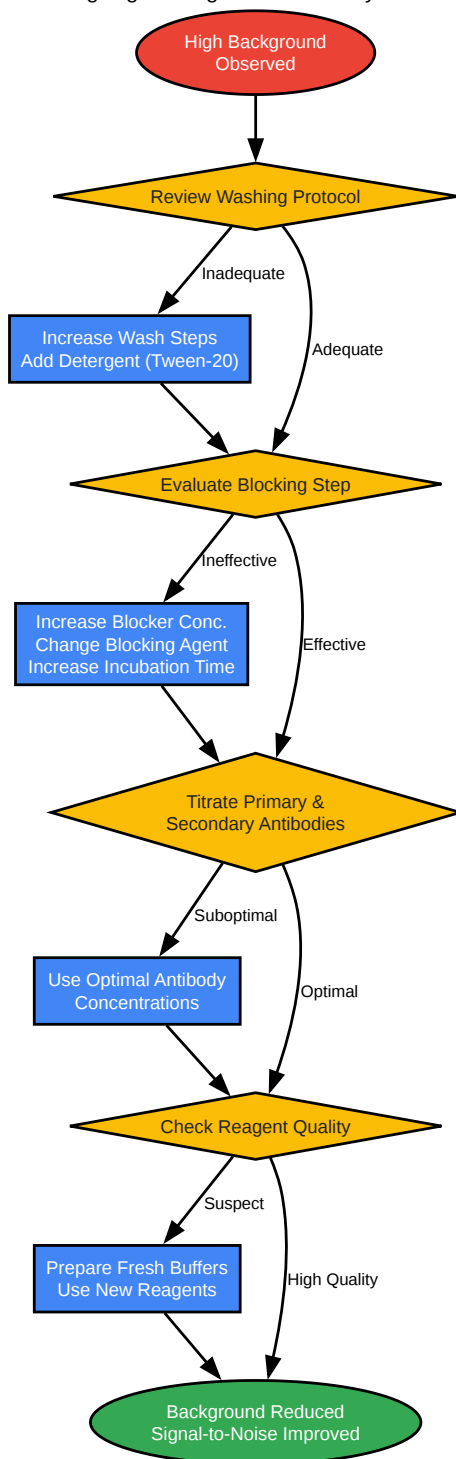 High Background
Observed
Review Washing Protocol
Inadequate
Increase Wash Steps
Add Detergent (Tween-20)
Adequate
Evaluate Blocking Step
Ineffective
Increase Blocker Conc.
Change Blocking Agent
Increase Incubation Time
Effective
Titrate Primary &
Secondary Antibodies
Suboptimal
Use Optimal Antibody
Concentrations
Optimal
Check Reagent Quality
Suspect
Prepare Fresh Buffers
Use New Reagents
High Quality
Background Reduced
Signal-to-Noise Improved